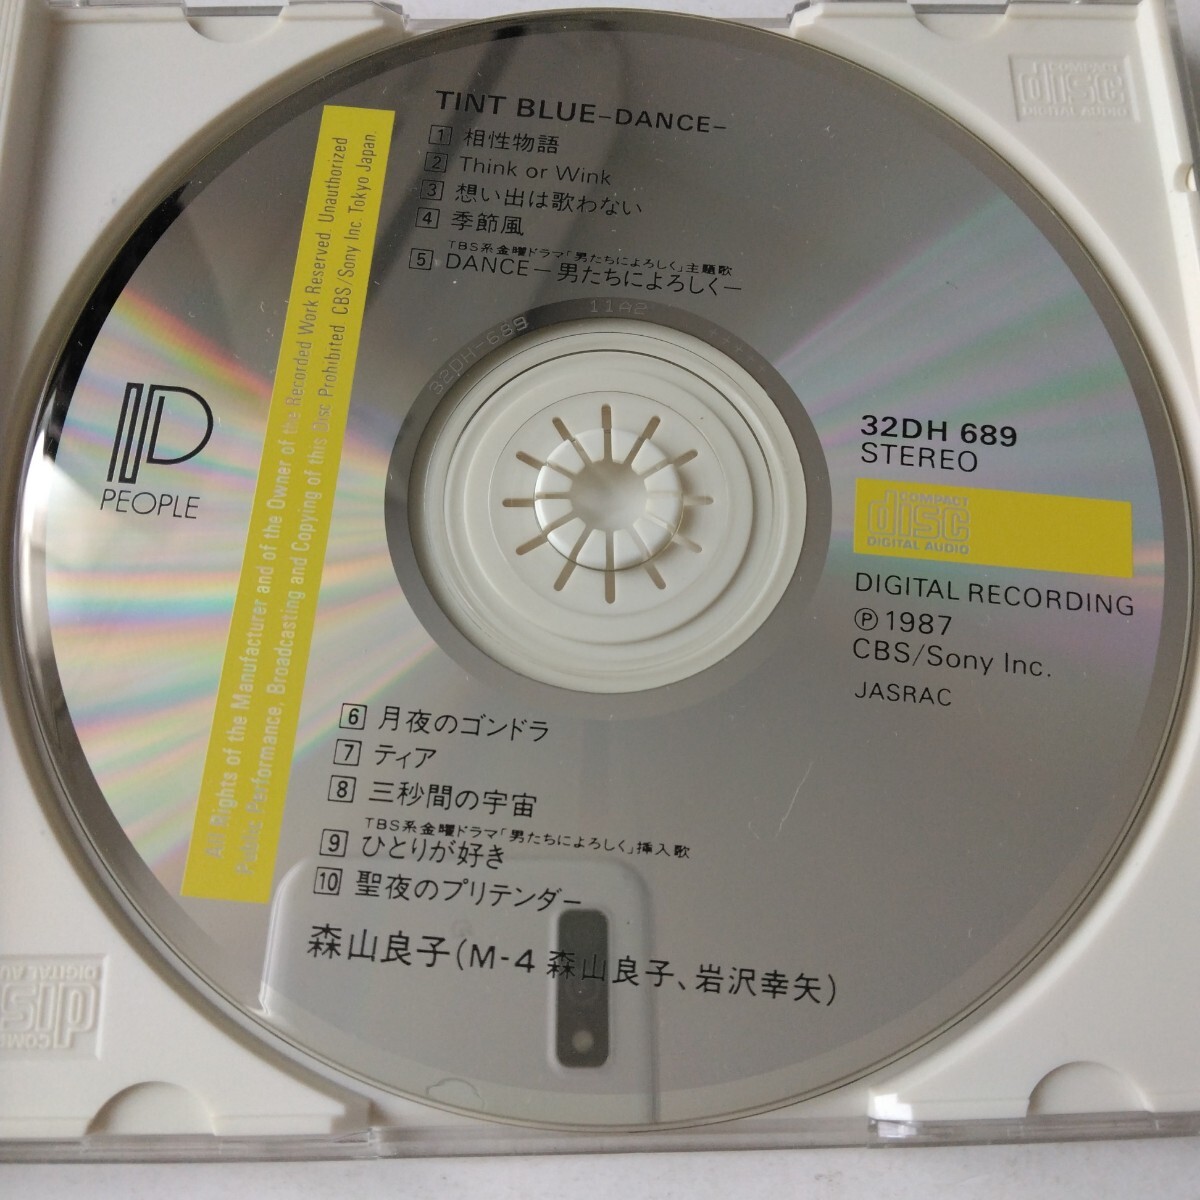 TINT BLUE–DANCE–
1 相性物語
2 Think or Wink
3 想い出は歌わない
4 季節風
TBS系金曜ドラマ「男たちによろしく」主題歌
5 DANCE–男たちによろしく–
32DH-689 11A2
All Rights of the Manufacturer and of the Owner of the Recorded Work Reserved Unauthorized
Public Performance, Broadcasting and Copying of this Disc Prohibited CBS/Sony Inc. Tokyo Japan.
PEOPLE
32DH 689
STEREO
COMPACT
disc
DIGITAL AUDIO
DIGITAL RECORDING
Ⓟ1987
CBS/Sony Inc.
JASRAC
6 月夜のゴンドラ
7 ティア
8 三秒間の宇宙
TBS系金曜ドラマ「男たちによろしく」挿入歌
9 ひとりが好き
10 聖夜のプリテンダー
森山良子(M-4 森山良子、岩沢幸矢)
COMPACT
disc
DIGITAL AUDIO